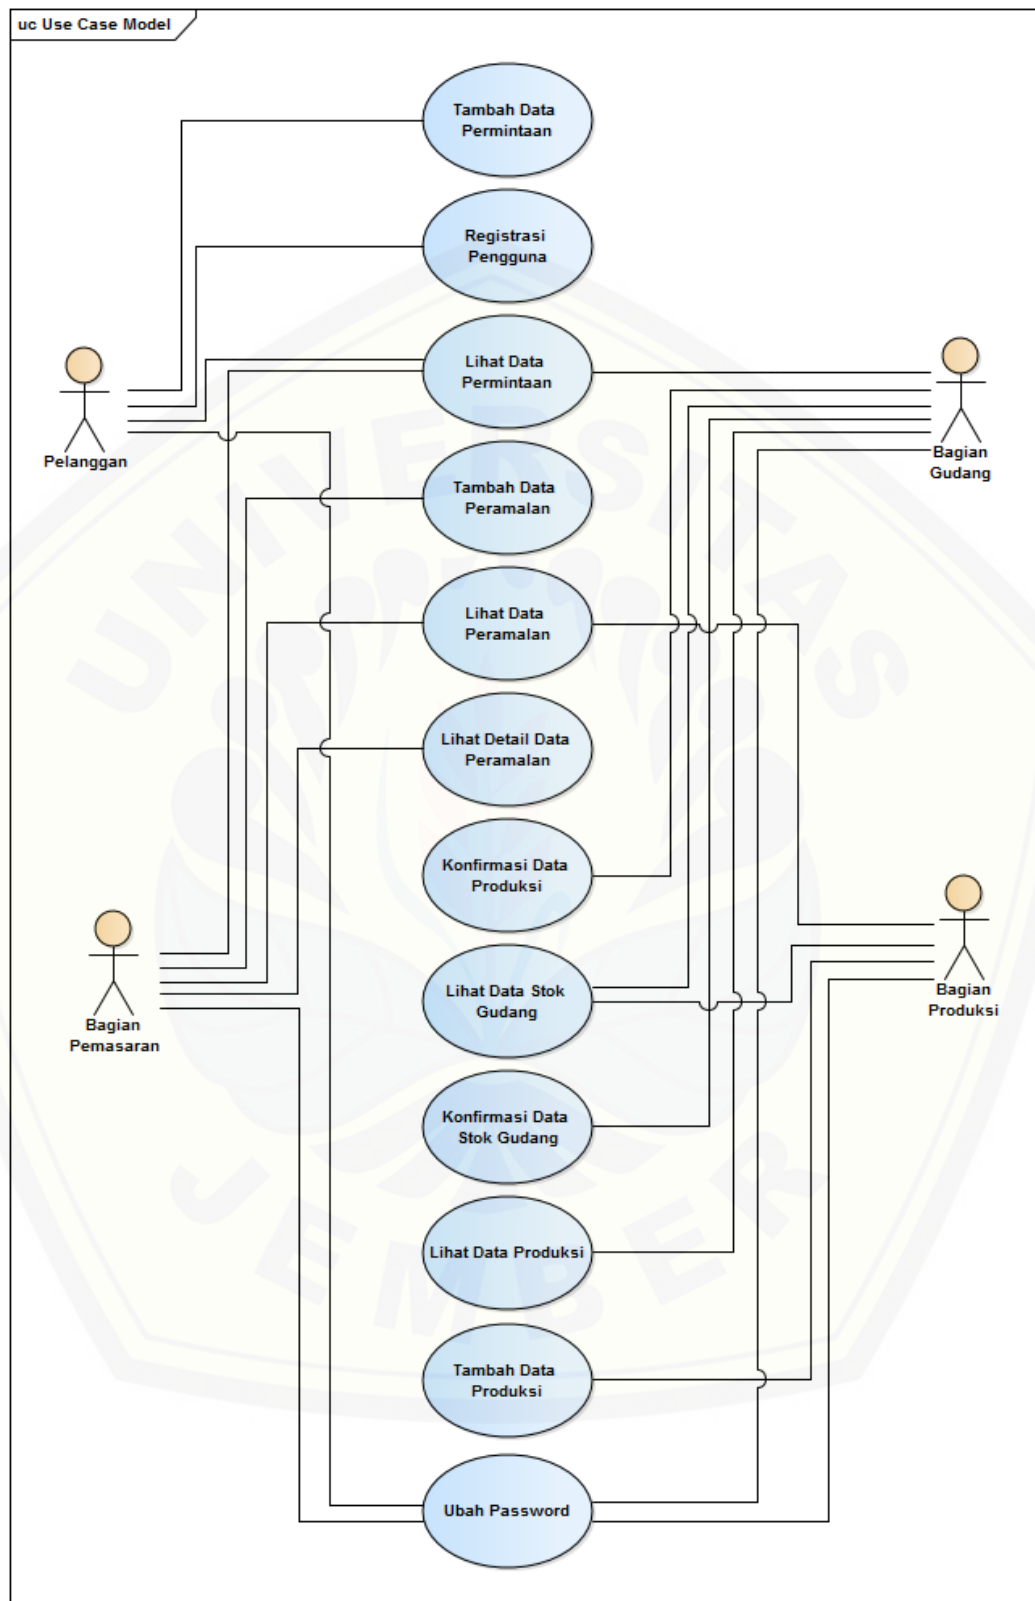 uc Use Case Model
Tambah Data
Permintaan
Registrasi
Pengguna
Lihat Data
Permintaan
Pelanggan
Bagian
Gudang
Tambah Data
Peramalan
Lihat Data
Peramalan
Lihat Detail Data
Peramalan
Konfirmasi Data
Produksi
Bagian
Pemasaran
Bagian
Produksi
Lihat Data Stok
Gudang
Konfirmasi Data
Stok Gudang
Lihat Data Produksi
Tambah Data
Produksi
Ubah Password
UNIVERSITAS
JEMBER